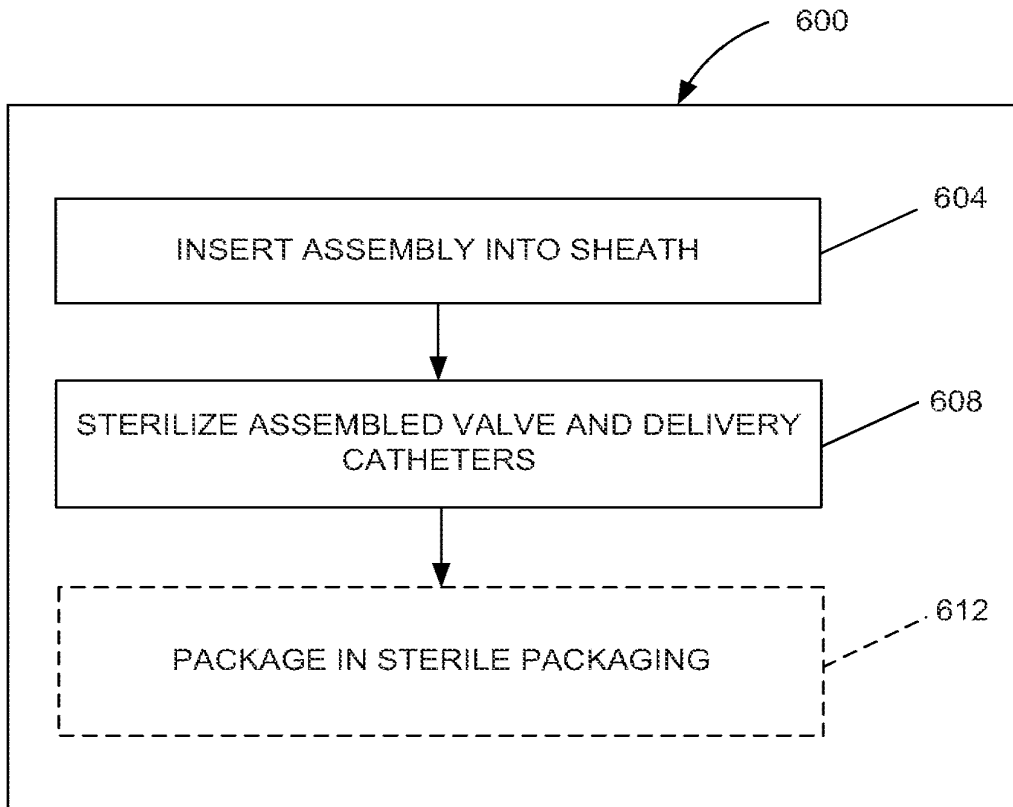 600
604
INSERT ASSEMBLY INTO SHEATH
608
STERILIZE ASSEMBLED VALVE AND DELIVERY
CATHETERS
612
PACKAGE IN STERILE PACKAGING